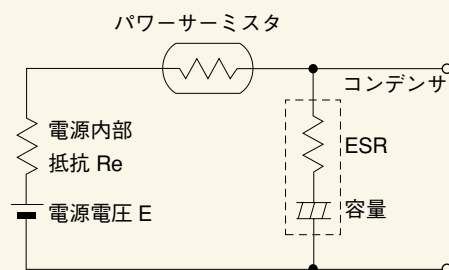 パワーサーミスタ
コンデンサ
電源内部
抵抗 Re
ESR
電源電圧 E
容量